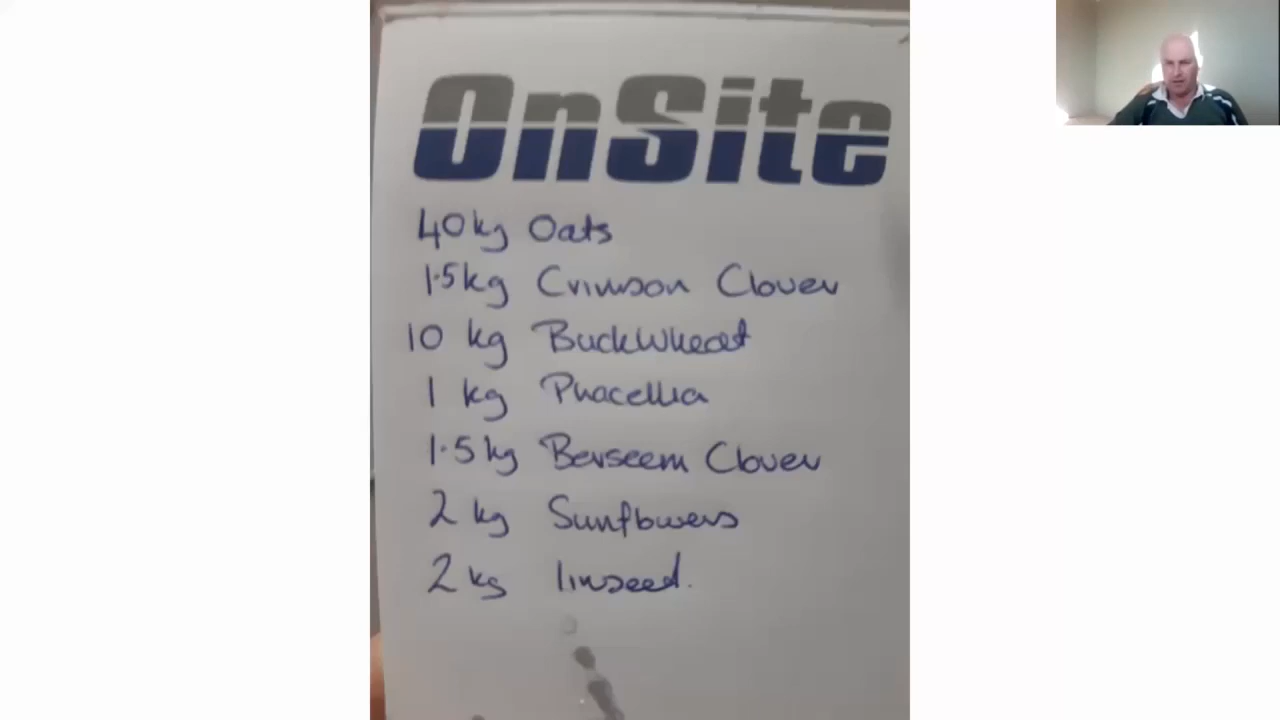 OnSite
40kg Oats
1.5kg Crimson Clover
10 kg BuckWheat
1 kg Phacellia
1.5kg Berseem Clover
2 kg Sunflowers
2 kg linseed.